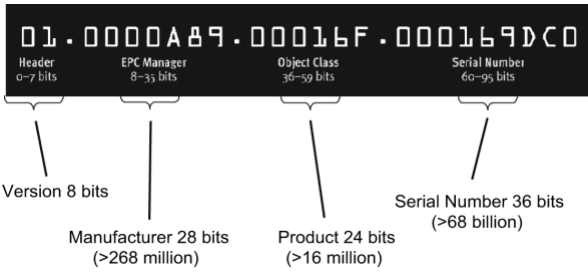 01.0000A89.00016F.000169DC0
Header EPC Manager Object Class Serial Number
0-7 bits 8-35 bits 36-59 bits 60-95 bits
Version 8 bits
Manufacturer 28 bits
(>268 million)
Product 24 bits
(>16 million)
Serial Number 36 bits
(>68 billion)